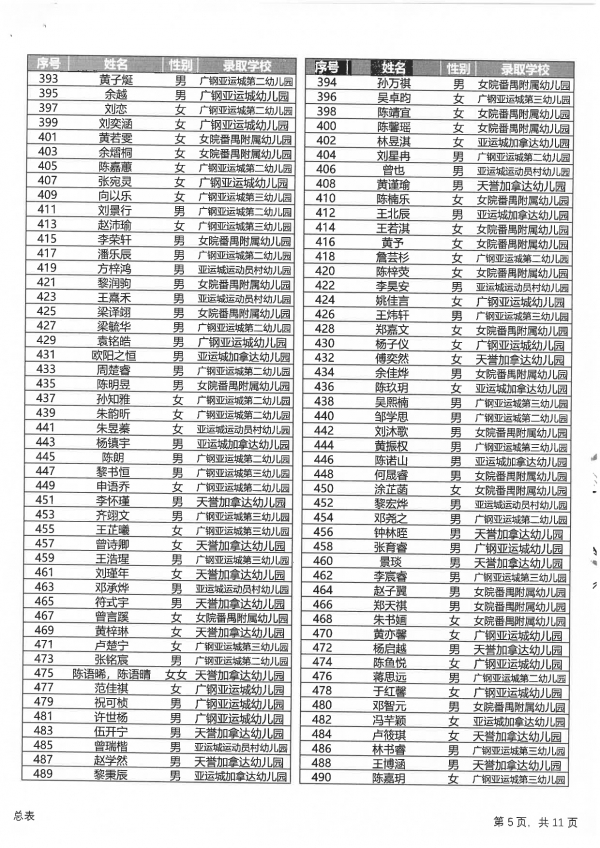 序号 姓名 性别 录取学校
393 黄子烻 男 广钢亚运城第二幼儿园
395 余越 男 广钢亚运城幼儿园
397 刘恋 女 广钢亚运城第二幼儿园
399 刘奕涵 女 广钢亚运城幼儿园
401 黄若雯 女 女院番禺附属幼儿园
403 余熠桐 女 女院番禺附属幼儿园
405 陈嘉蕙 女 广钢亚运城第二幼儿园
407 张宛灵 女 广钢亚运城幼儿园
409 向以乐 女 广钢亚运城第三幼儿园
411 刘景行 男 广钢亚运城第二幼儿园
413 赵沛瑜 女 广钢亚运城第三幼儿园
415 李荣轩 男 女院番禺附属幼儿园
417 潘乐辰 男 广钢亚运城第二幼儿园
419 方梓鸿 男 亚运城运动员村幼儿园
421 黎润驹 男 女院番禺附属幼儿园
423 王熹禾 男 亚运城运动员村幼儿园
425 梁译翊 男 女院番禺附属幼儿园
427 梁毓华 男 广钢亚运城第二幼儿园
429 袁铭皓 男 广钢亚运城幼儿园
431 欧阳之恒 男 亚运城加拿达幼儿园
433 周楚睿 男 广钢亚运城第二幼儿园
435 陈明昱 男 女院番禺附属幼儿园
437 孙知雅 女 广钢亚运城第二幼儿园
439 朱韵听 女 广钢亚运城第二幼儿园
441 朱昱蓁 女 亚运城运动员村幼儿园
443 杨镇宇 男 亚运城加拿达幼儿园
445 陈朗 男 广钢亚运城第二幼儿园
447 黎书恒 男 广钢亚运城第三幼儿园
449 申语乔 女 广钢亚运城第二幼儿园
451 李怀瑾 男 天誉加拿达幼儿园
453 齐翊文 男 广钢亚运城第三幼儿园
455 王芷曦 女 广钢亚运城第三幼儿园
457 曾诗卿 女 天誉加拿达幼儿园
459 王浩瑆 男 广钢亚运城第三幼儿园
461 刘瑾年 女 天誉加拿达幼儿园
463 邓承烨 男 亚运城运动员村幼儿园
465 符式宇 男 天誉加拿达幼儿园
467 曾言蹊 女 女院番禺附属幼儿园
469 黄梓琳 女 天誉加拿达幼儿园
471 卢楚宁 女 广钢亚运城第三幼儿园
473 张铭宸 男 广钢亚运城第二幼儿园
475 陈语晞，陈语晴 女女 天誉加拿达幼儿园
477 范佳祺 女 广钢亚运城幼儿园
479 祝可桢 男 广钢亚运城幼儿园
481 许世杨 男 广钢亚运城幼儿园
483 伍开宁 男 天誉加拿达幼儿园
485 曾瑞楷 男 亚运城运动员村幼儿园
487 赵学然 男 天誉加拿达幼儿园
489 黎秉辰 男 亚运城加拿达幼儿园
序号 姓名 性别 录取学校
394 孙万祺 男 女院番禺附属幼儿园
396 吴卓昀 女 广钢亚运城第三幼儿园
398 陈靖宜 女 女院番禺附属幼儿园
400 陈馨瑶 女 女院番禺附属幼儿园
402 林昱淇 女 亚运城加拿达幼儿园
404 刘星冉 男 广钢亚运城第二幼儿园
406 曾也 男 亚运城运动员村幼儿园
408 黄谨瑜 男 天誉加拿达幼儿园
410 陈楠乐 女 女院番禺附属幼儿园
412 王北辰 男 亚运城加拿达幼儿园
414 王若淇 女 女院番禺附属幼儿园
416 黄予 女 女院番禺附属幼儿园
418 詹芸杉 女 广钢亚运城第二幼儿园
420 陈梓荧 女 女院番禺附属幼儿园
422 李昊安 男 亚运城运动员村幼儿园
424 姚佳言 女 广钢亚运城幼儿园
426 王炜轩 男 广钢亚运城第三幼儿园
428 郑嘉文 女 女院番禺附属幼儿园
430 杨子仪 女 广钢亚运城幼儿园
432 傅奕然 女 天誉加拿达幼儿园
434 余佳烨 男 女院番禺附属幼儿园
436 陈玖玥 女 亚运城加拿达幼儿园
438 吴熙楠 男 广钢亚运城第三幼儿园
440 邹学思 男 广钢亚运城第二幼儿园
442 刘沐歌 女 女院番禺附属幼儿园
444 黄振权 男 广钢亚运城第三幼儿园
446 陈诺山 男 亚运城加拿达幼儿园
448 何晟睿 男 女院番禺附属幼儿园
450 涂芷菡 女 女院番禺附属幼儿园
452 黎宏烨 男 亚运城运动员村幼儿园
454 邓尧之 男 广钢亚运城第二幼儿园
456 钟林晊 男 天誉加拿达幼儿园
458 张育睿 男 广钢亚运城幼儿园
460 景琰 男 天誉加拿达幼儿园
462 李宸睿 男 广钢亚运城第三幼儿园
464 赵子翼 男 女院番禺附属幼儿园
466 郑天祺 男 女院番禺附属幼儿园
468 朱书婳 女 女院番禺附属幼儿园
470 黄亦馨 女 广钢亚运城幼儿园
472 杨启越 男 天誉加拿达幼儿园
474 陈鱼悦 女 广钢亚运城幼儿园
476 蒋思远 男 广钢亚运城第二幼儿园
478 于红馨 女 广钢亚运城幼儿园
480 邓智元 男 女院番禺附属幼儿园
482 冯芊颖 女 亚运城加拿达幼儿园
484 卢筱琪 女 天誉加拿达幼儿园
486 林书睿 男 广钢亚运城第三幼儿园
488 王博涵 男 天誉加拿达幼儿园
490 陈嘉玥 女 广钢亚运城第三幼儿园
总表
第 5 页，共 11 页